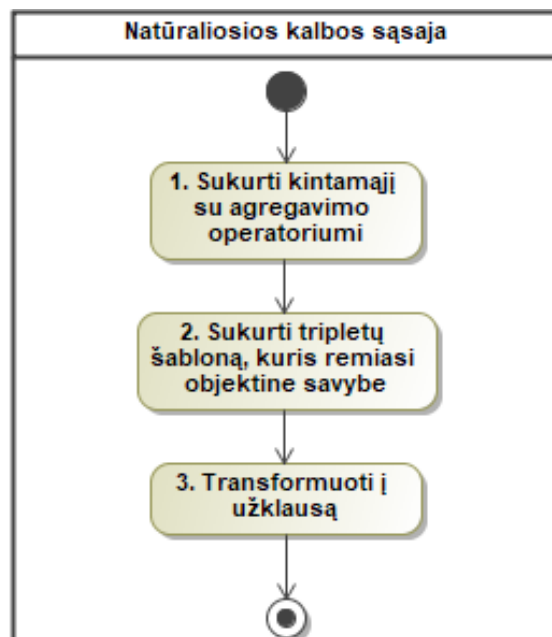 Natūraliosios kalbos sąsaja
1. Sukurti kintamąjį
su agregavimo
operatoriumi
2. Sukurti tripletų
šabloną, kuris remiasi
objektine savybe
3. Transformuoti į
užklausą